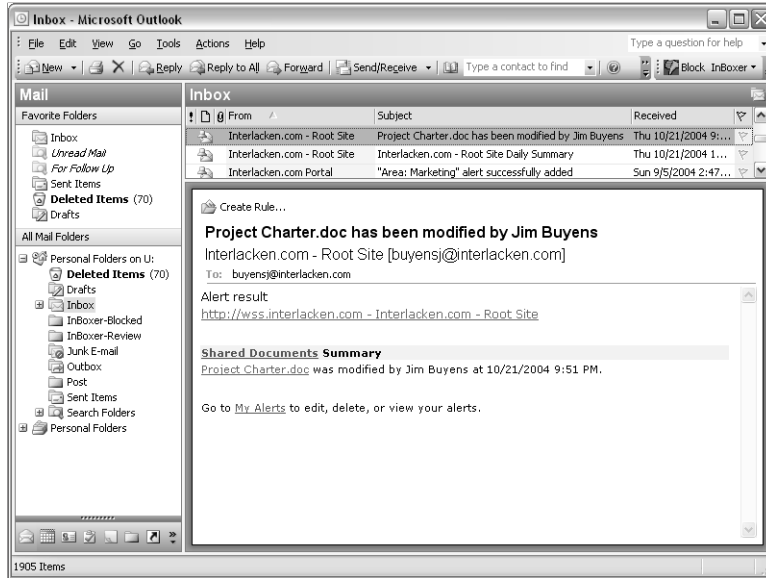 Inbox - Microsoft Outlook
File Edit View Go Tools Actions Help Type a question for help
New Reply Reply to All Forward Send/Receive Type a contact to find Block InBoxer
Mail
Favorite Folders
Inbox
Unread Mail
For Follow Up
Sent Items
Deleted Items (70)
Drafts
All Mail Folders
Personal Folders on U:
Deleted Items (70)
Drafts
Inbox
InBoxer-Blocked
InBoxer-Review
Junk E-mail
Outbox
Post
Sent Items
Search Folders
Personal Folders
Inbox
From Subject Received
Interlacken.com - Root Site Project Charter.doc has been modified by Jim Buyens Thu 10/21/2004 9:...
Interlacken.com - Root Site Interlacken.com - Root Site Daily Summary Thu 10/21/2004 1...
Interlacken.com Portal "Area: Marketing" alert successfully added Sun 9/5/2004 2:47...
Create Rule...
Project Charter.doc has been modified by Jim Buyens
Interlacken.com - Root Site [buyensj@interlacken.com]
To: buyensj@interlacken.com
Alert result
http://wss.interlacken.com - Interlacken.com - Root Site
Shared Documents Summary
Project Charter.doc was modified by Jim Buyens at 10/21/2004 9:51 PM.
Go to My Alerts to edit, delete, or view your alerts.
1905 Items